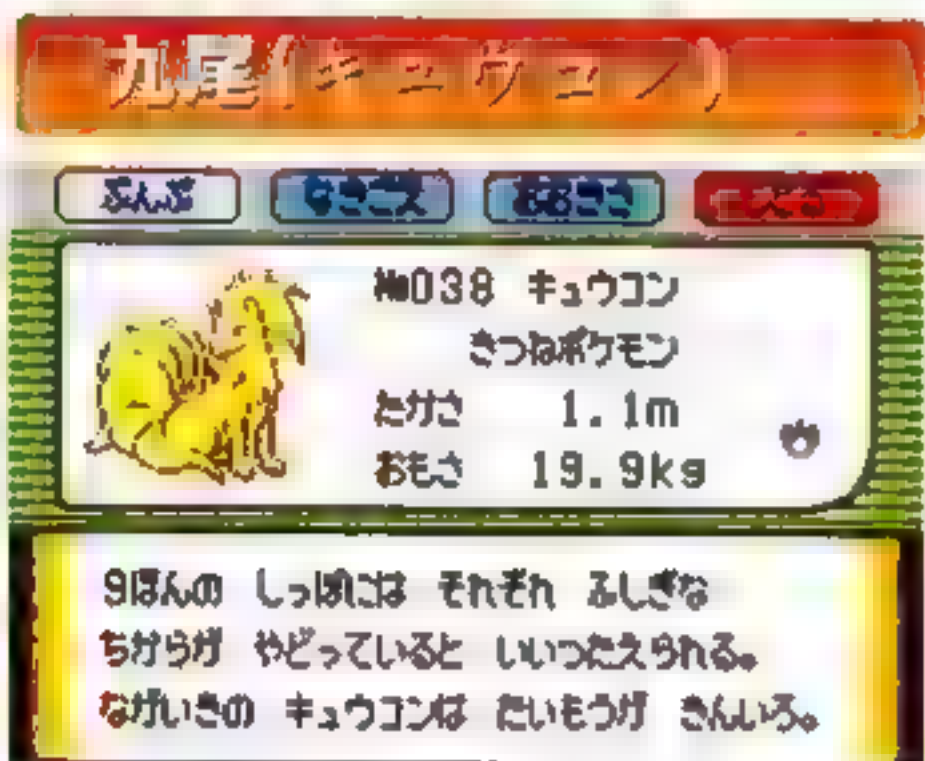 九尾(キュウコン)
ぶんぷ なきごえ おおきさ もどる
№038 キュウコン
きつねポケモン
たかさ 1.1m
おもさ 19.9kg
9ほんの しっぽには それぞれ ふしぎな
ちからが やどっていると いいつたえられる。
ながいきの キュウコンは たいもうが きんいろ。